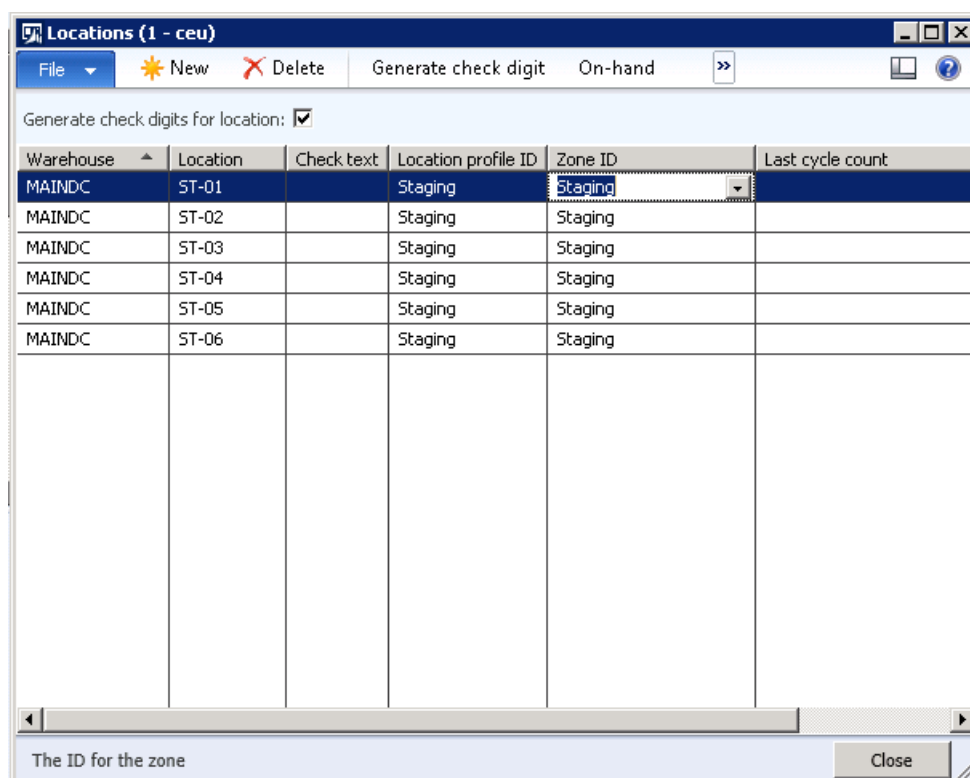 Locations (1 - ceu)
File New Delete Generate check digit On-hand »
Generate check digits for location:
Warehouse Location Check text Location profile ID Zone ID Last cycle count
MAINDC ST-01 Staging Staging
MAINDC ST-02 Staging Staging
MAINDC ST-03 Staging Staging
MAINDC ST-04 Staging Staging
MAINDC ST-05 Staging Staging
MAINDC ST-06 Staging Staging
The ID for the zone Close